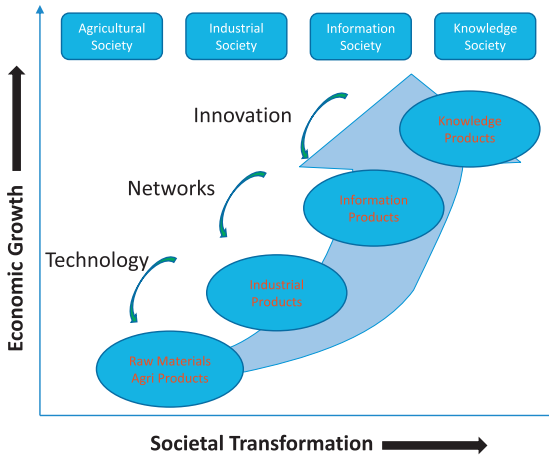 Agricultural
Society
Industrial
Society
Information
Society
Knowledge
Society
Innovation
Knowledge
Products
Networks
Information
Products
Technology
Industrial
Products
Raw Materials
Agri Products
Economic Growth
Societal Transformation